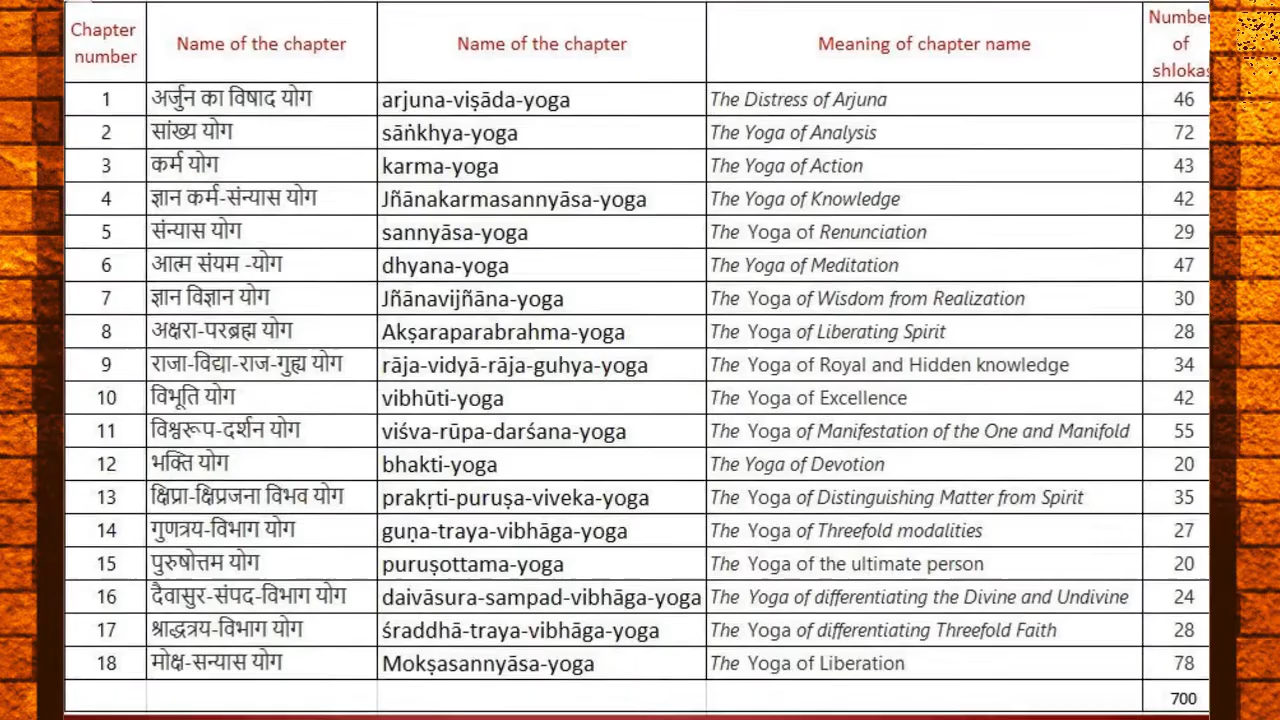 Chapter number Name of the chapter Name of the chapter Meaning of chapter name Number of shlokas
1 अर्जुन का विषाद योग arjuna-viṣāda-yoga The Distress of Arjuna 46
2 सांख्य योग sāṅkhya-yoga The Yoga of Analysis 72
3 कर्म योग karma-yoga The Yoga of Action 43
4 ज्ञान कर्म-संन्यास योग Jñānakarmasannyāsa-yoga The Yoga of Knowledge 42
5 संन्यास योग sannyāsa-yoga The Yoga of Renunciation 29
6 आत्म संयम -योग dhyana-yoga The Yoga of Meditation 47
7 ज्ञान विज्ञान योग Jñānavijñāna-yoga The Yoga of Wisdom from Realization 30
8 अक्षरा-परब्रह्म योग Akṣaraparabrahma-yoga The Yoga of Liberating Spirit 28
9 राजा-विद्या-राज-गुह्य योग rāja-vidyā-rāja-guhya-yoga The Yoga of Royal and Hidden knowledge 34
10 विभूति योग vibhūti-yoga The Yoga of Excellence 42
11 विश्वरूप-दर्शन योग viśva-rūpa-darśana-yoga The Yoga of Manifestation of the One and Manifold 55
12 भक्ति योग bhakti-yoga The Yoga of Devotion 20
13 क्षिप्रा-क्षिप्रजना विभव योग prakṛti-puruṣa-viveka-yoga The Yoga of Distinguishing Matter from Spirit 35
14 गुणत्रय-विभाग योग guṇa-traya-vibhāga-yoga The Yoga of Threefold modalities 27
15 पुरुषोत्तम योग puruṣottama-yoga The Yoga of the ultimate person 20
16 दैवासुर-संपद-विभाग योग daivāsura-sampad-vibhāga-yoga The Yoga of differentiating the Divine and Undivine 24
17 श्राद्धत्रय-विभाग योग śraddhā-traya-vibhāga-yoga The Yoga of differentiating Threefold Faith 28
18 मोक्ष-सन्यास योग Mokṣasannyāsa-yoga The Yoga of Liberation 78
700